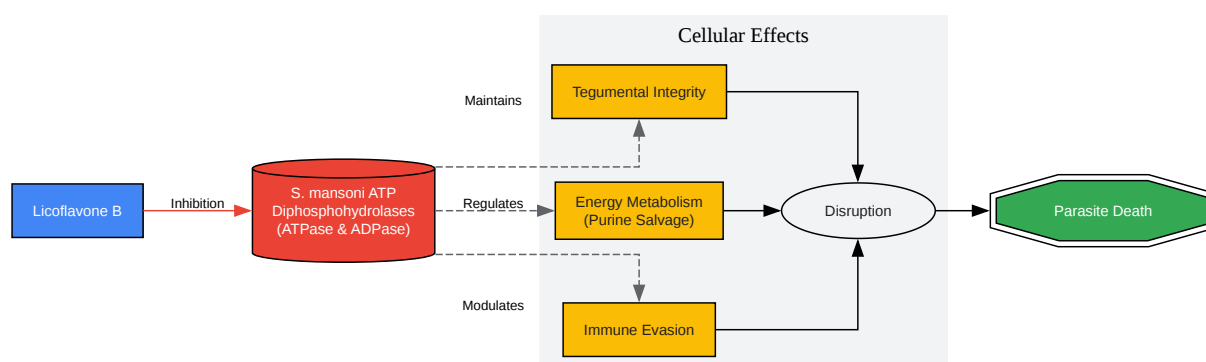 Cellular Effects
Tegumental Integrity
Maintains
Licoflavone B
Inhibition
S. mansoni ATP
Diphosphohydrolases
(ATPase & ADPase)
Regulates
Energy Metabolism
(Purine Salvage)
Disruption
Parasite Death
Modulates
Immune Evasion